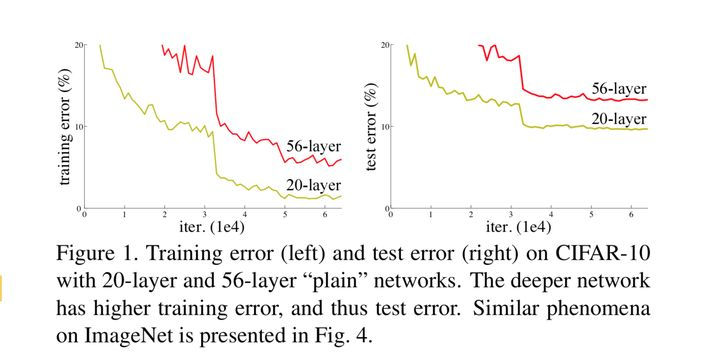 20
10
0
training error (%)
0 1 2 3 4 5 6
iter. (1e4)
56-layer
20-layer
20
10
0
test error (%)
0 1 2 3 4 5 6
iter. (1e4)
56-layer
20-layer
Figure 1. Training error (left) and test error (right) on CIFAR-10
with 20-layer and 56-layer “plain” networks. The deeper network
has higher training error, and thus test error. Similar phenomena
on ImageNet is presented in Fig. 4.